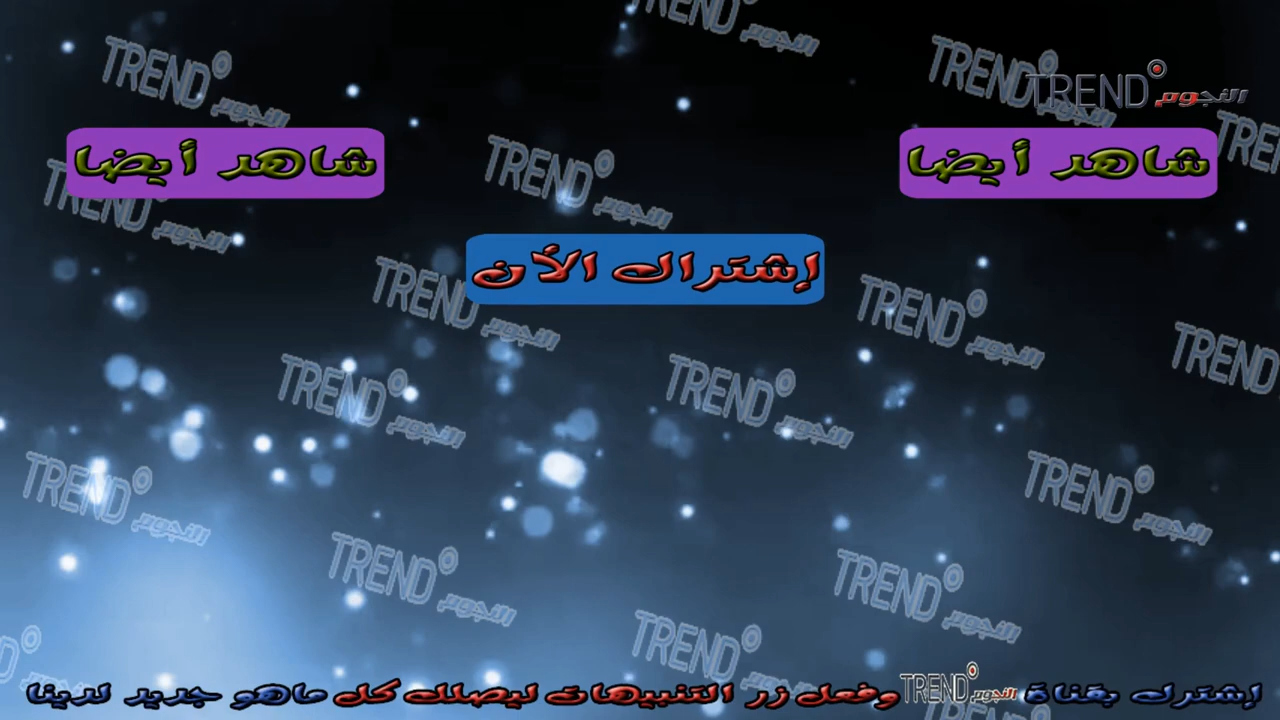 TREND النجوم
شاهد أيضا
شاهد أيضا
إشتراك الأن
إشترك بقناة TREND النجوم وفعل زر التنبيهات ليصلك كل ماهو جديد لدينا